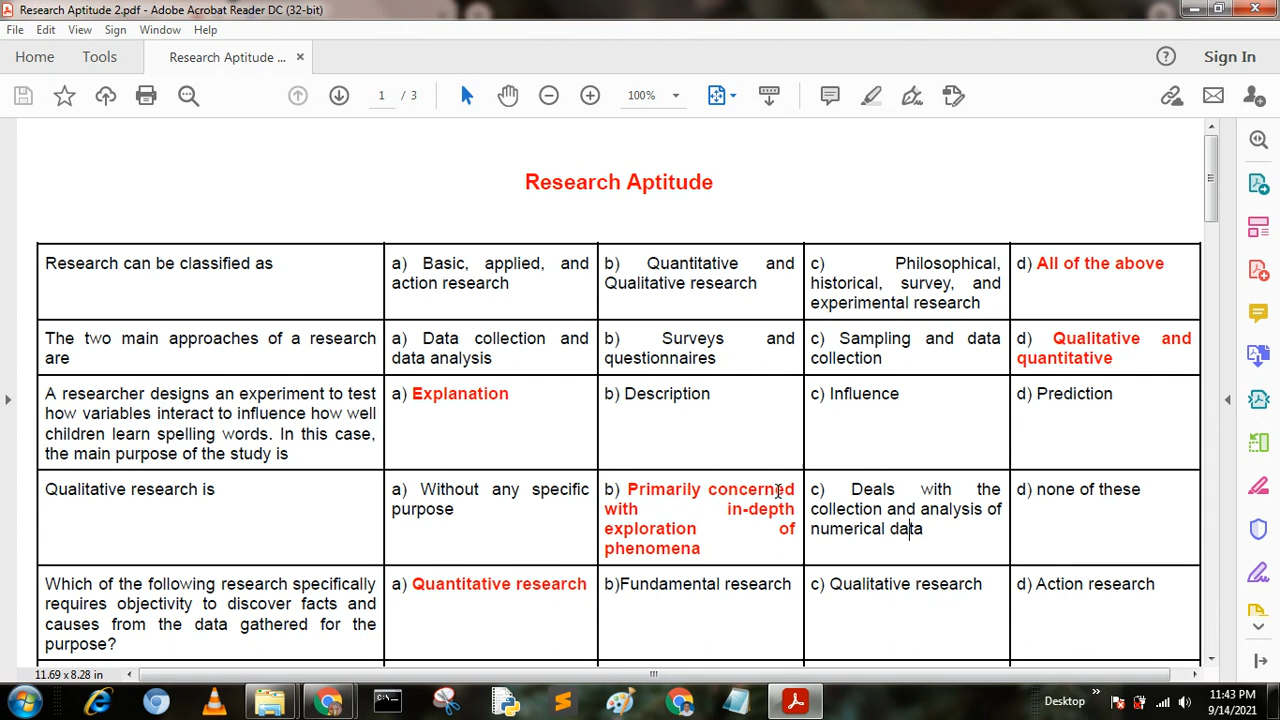 Research Aptitude 2.pdf - Adobe Acrobat Reader DC (32-bit)
File Edit View Sign Window Help
Home Tools Research Aptitude ... × Sign In
1 / 3 100%
Research Aptitude
Research can be classified as
a) Basic, applied, and
action research
b) Quantitative and
Qualitative research
c) Philosophical,
historical, survey, and
experimental research
d) All of the above
The two main approaches of a research
are
a) Data collection and
data analysis
b) Surveys and
questionnaires
c) Sampling and data
collection
d) Qualitative and
quantitative
A researcher designs an experiment to test
how variables interact to influence how well
children learn spelling words. In this case,
the main purpose of the study is
a) Explanation
b) Description
c) Influence
d) Prediction
Qualitative research is
a) Without any specific
purpose
b) Primarily concerned
with in-depth
exploration of
phenomena
c) Deals with the
collection and analysis of
numerical data
d) none of these
Which of the following research specifically
requires objectivity to discover facts and
causes from the data gathered for the
purpose?
a) Quantitative research
b)Fundamental research
c) Qualitative research
d) Action research
11.69 x 8.28 in
Desktop
11:43 PM
9/14/2021